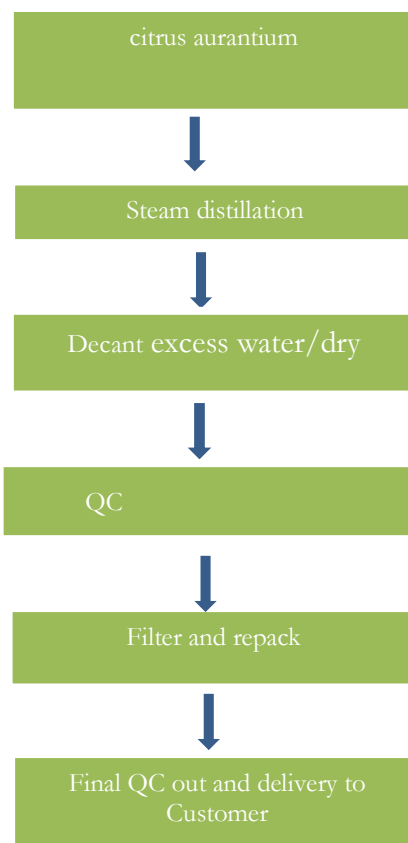 citrus aurantium
Steam distillation
Decant excess water/dry
QC
Filter and repack
Final QC out and delivery to
Customer